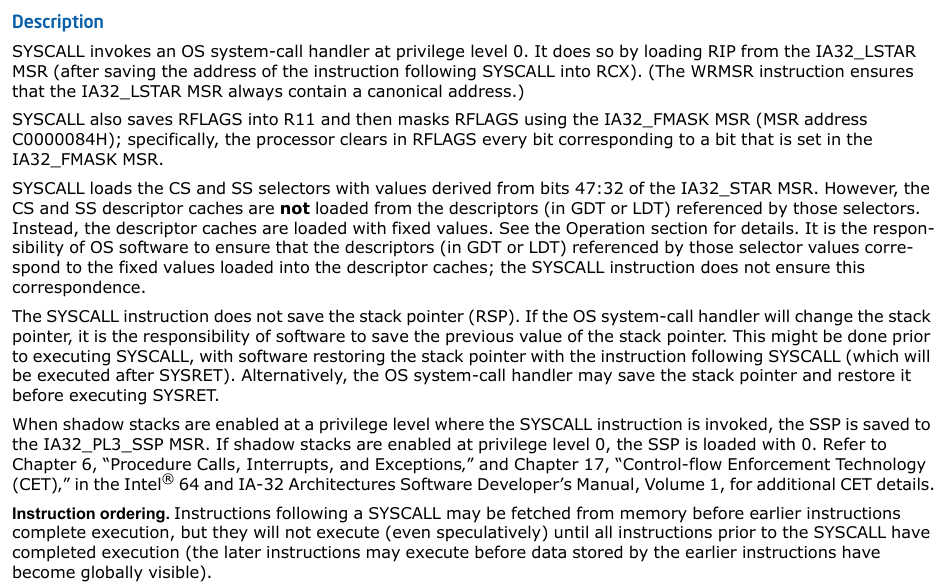 Description
SYSCALL invokes an OS system-call handler at privilege level 0. It does so by loading RIP from the IA32_LSTAR
MSR (after saving the address of the instruction following SYSCALL into RCX). (The WRMSR instruction ensures
that the IA32_LSTAR MSR always contain a canonical address.)
SYSCALL also saves RFLAGS into R11 and then masks RFLAGS using the IA32_FMASK MSR (MSR address
C0000084H); specifically, the processor clears in RFLAGS every bit corresponding to a bit that is set in the
IA32_FMASK MSR.
SYSCALL loads the CS and SS selectors with values derived from bits 47:32 of the IA32_STAR MSR. However, the
CS and SS descriptor caches are not loaded from the descriptors (in GDT or LDT) referenced by those selectors.
Instead, the descriptor caches are loaded with fixed values. See the Operation section for details. It is the respon-
sibility of OS software to ensure that the descriptors (in GDT or LDT) referenced by those selector values corre-
spond to the fixed values loaded into the descriptor caches; the SYSCALL instruction does not ensure this
correspondence.
The SYSCALL instruction does not save the stack pointer (RSP). If the OS system-call handler will change the stack
pointer, it is the responsibility of software to save the previous value of the stack pointer. This might be done prior
to executing SYSCALL, with software restoring the stack pointer with the instruction following SYSCALL (which will
be executed after SYSRET). Alternatively, the OS system-call handler may save the stack pointer and restore it
before executing SYSRET.
When shadow stacks are enabled at a privilege level where the SYSCALL instruction is invoked, the SSP is saved to
the IA32_PL3_SSP MSR. If shadow stacks are enabled at privilege level 0, the SSP is loaded with 0. Refer to
Chapter 6, “Procedure Calls, Interrupts, and Exceptions,” and Chapter 17, “Control-flow Enforcement Technology
(CET),” in the Intel® 64 and IA-32 Architectures Software Developer’s Manual, Volume 1, for additional CET details.
Instruction ordering. Instructions following a SYSCALL may be fetched from memory before earlier instructions
complete execution, but they will not execute (even speculatively) until all instructions prior to the SYSCALL have
completed execution (the later instructions may execute before data stored by the earlier instructions have
become globally visible).